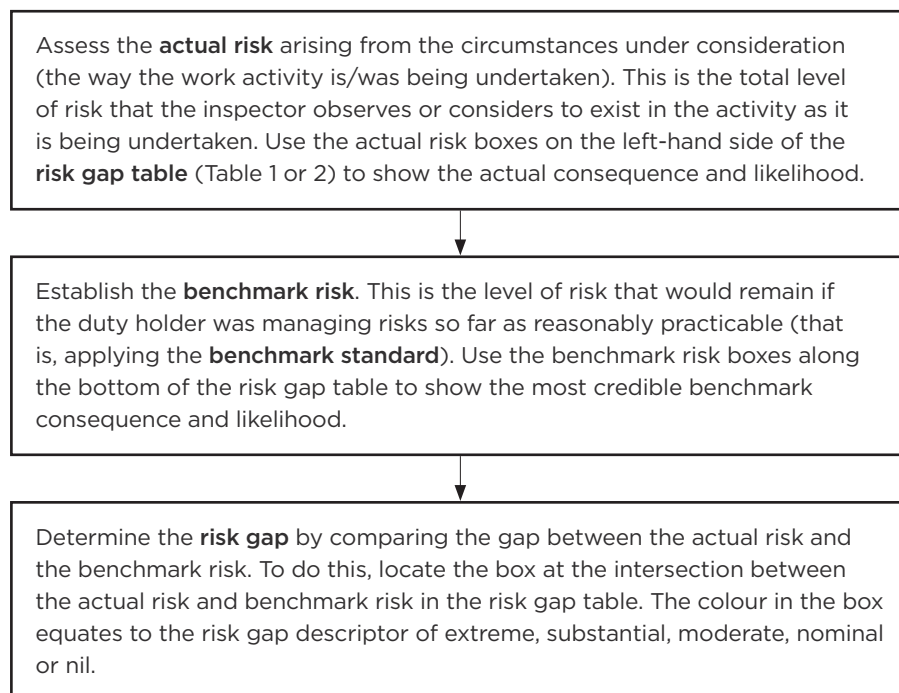 Assess the actual risk arising from the circumstances under consideration
(the way the work activity is/was being undertaken). This is the total level
of risk that the inspector observes or considers to exist in the activity as it
is being undertaken. Use the actual risk boxes on the left-hand side of the
risk gap table (Table 1 or 2) to show the actual consequence and likelihood.
Establish the benchmark risk. This is the level of risk that would remain if
the duty holder was managing risks so far as reasonably practicable (that
is, applying the benchmark standard). Use the benchmark risk boxes along
the bottom of the risk gap table to show the most credible benchmark
consequence and likelihood.
Determine the risk gap by comparing the gap between the actual risk and
the benchmark risk. To do this, locate the box at the intersection between
the actual risk and benchmark risk in the risk gap table. The colour in the box
equates to the risk gap descriptor of extreme, substantial, moderate, nominal
or nil.